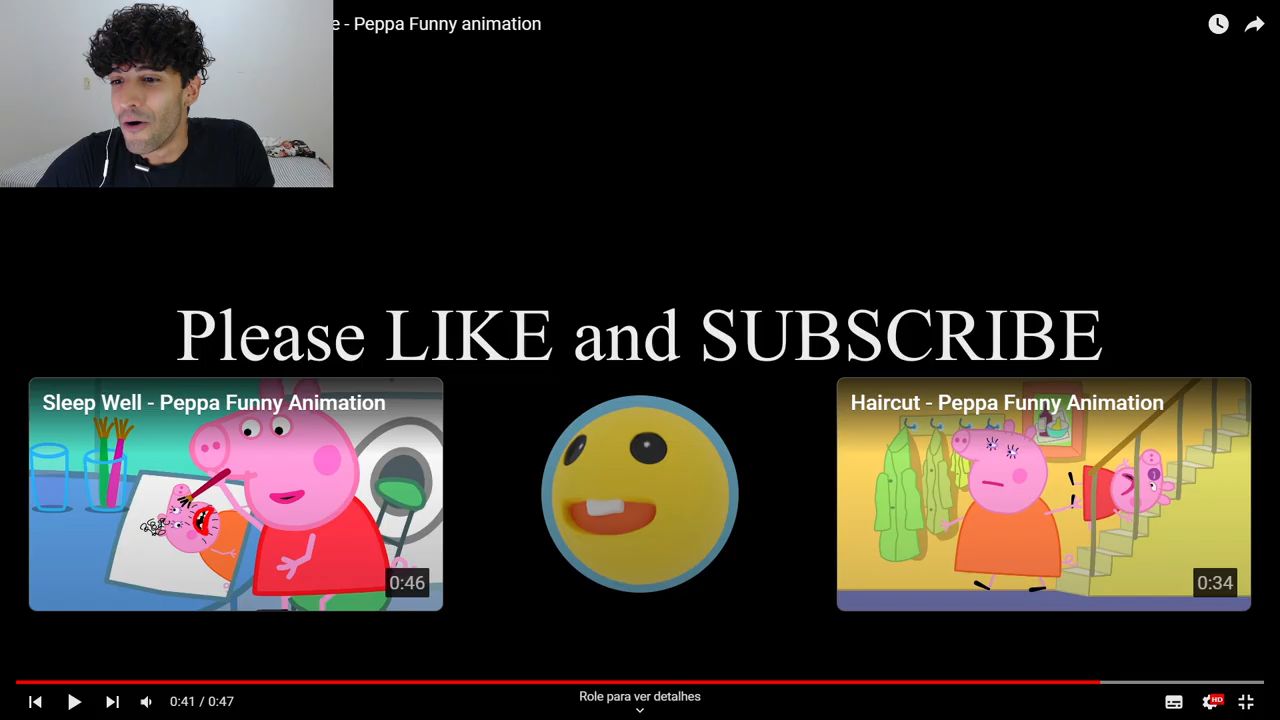 e - Peppa Funny animation
Please LIKE and SUBSCRIBE
Sleep Well - Peppa Funny Animation
0:46
Haircut - Peppa Funny Animation
0:34
0:41 / 0:47
Role para ver detalhes
HD